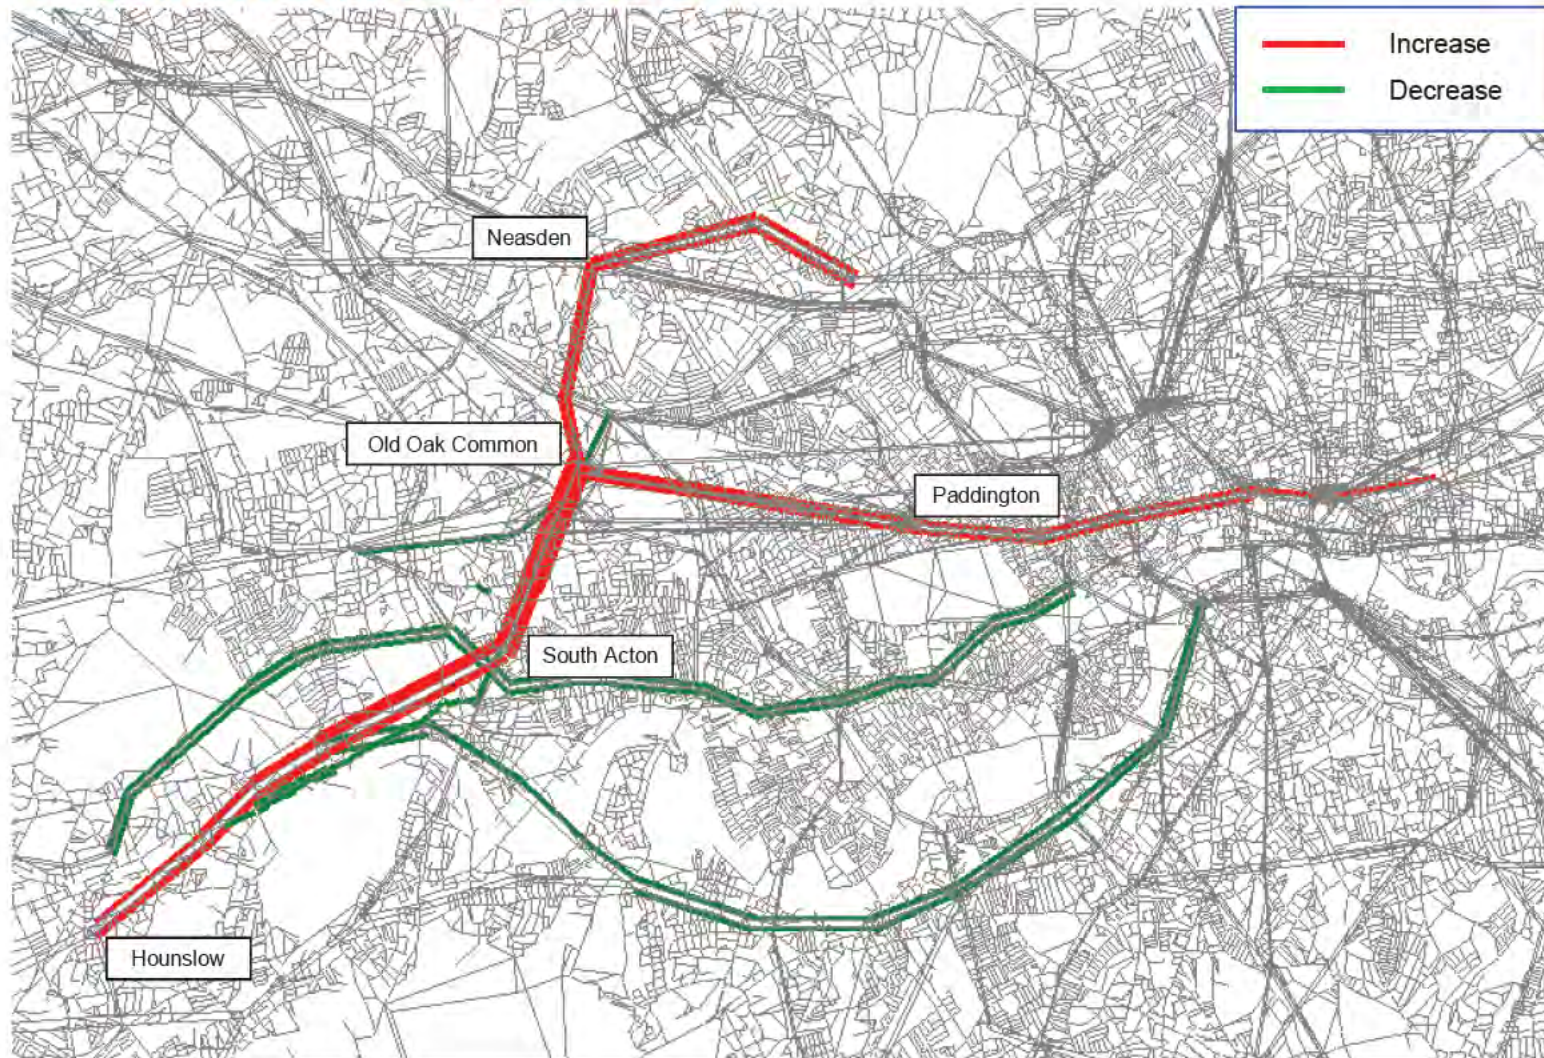 Increase
Decrease
Neasden
Old Oak Common
Paddington
South Acton
Hounslow